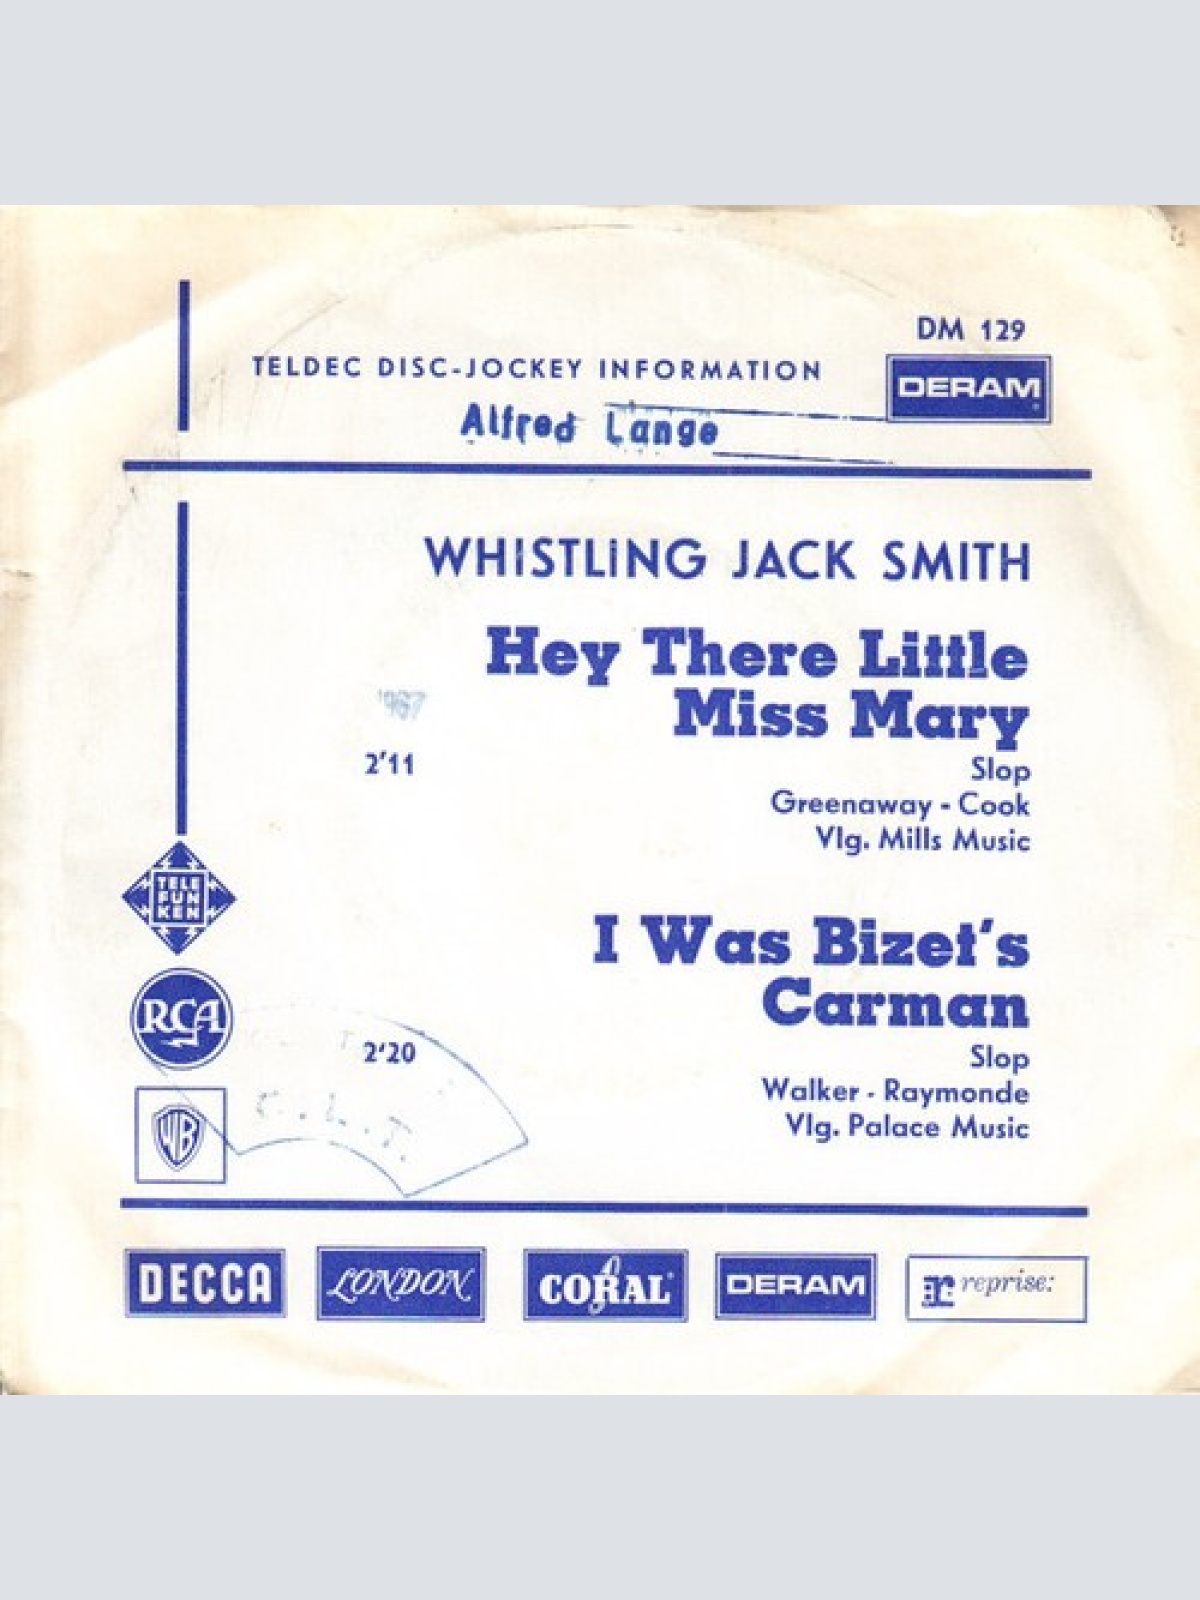 DM 129
TELDEC DISC-JOCKEY INFORMATION
DERAM
Alfred Lange
WHISTLING JACK SMITH
Hey There Little
Miss Mary
1967
2'11
Slop
Greenaway - Cook
Vlg. Mills Music
TELE
FUN
KEN
I Was Bizet's
Carman
RCA
2'20
Slop
Walker - Raymonde
Vlg. Palace Music
WB
DECCA
LONDON
CORAL
DERAM
r: reprise: